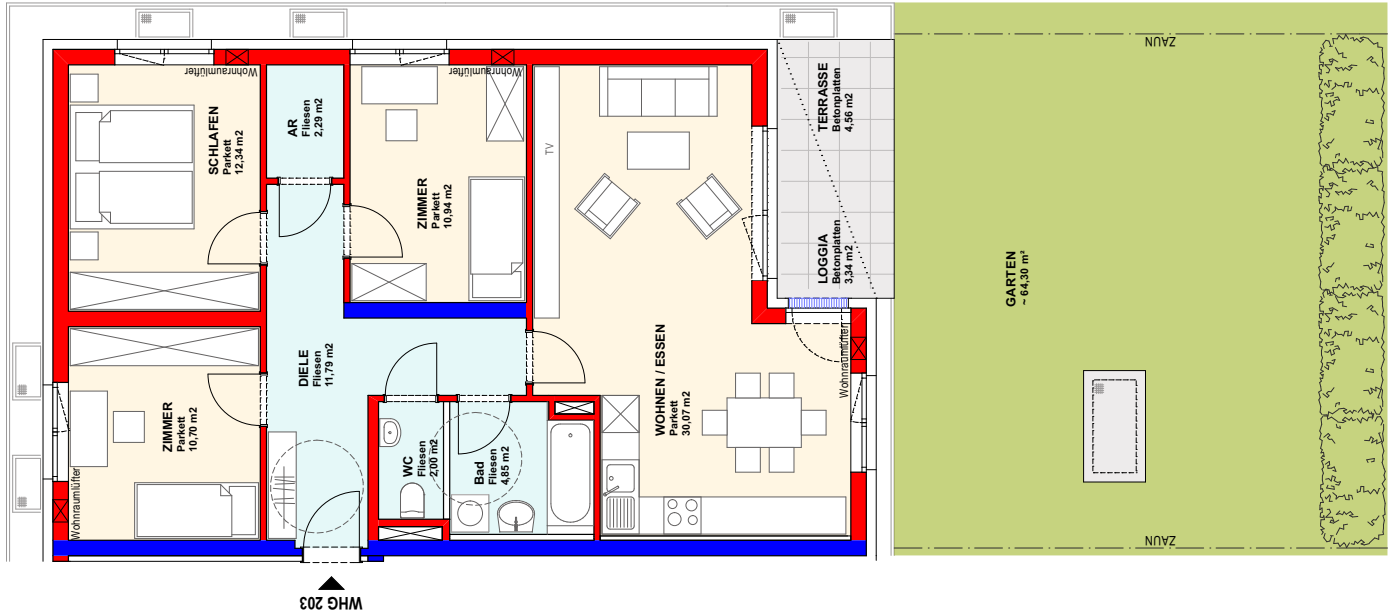 Wohnraumlüfter
SCHLAFEN
Parkett
12,34 m2
AR
Fliesen
2,29 m2
Wohnraumlüfter
ZIMMER
Parkett
10,94 m2
TV
TERRASSE
Betonplatten
4,56 m2
LOGGIA
Betonplatten
3,34 m2
ZAUN
GARTEN
~ 64,30 m²
ZIMMER
Parkett
10,70 m2
Wohnraumlüfter
DIELE
Fliesen
11,79 m2
WC
Fliesen
2,00 m2
Bad
Fliesen
4,85 m2
WOHNEN / ESSEN
Parkett
30,07 m2
Wohnraumlüfter
ZAUN
WHG 203